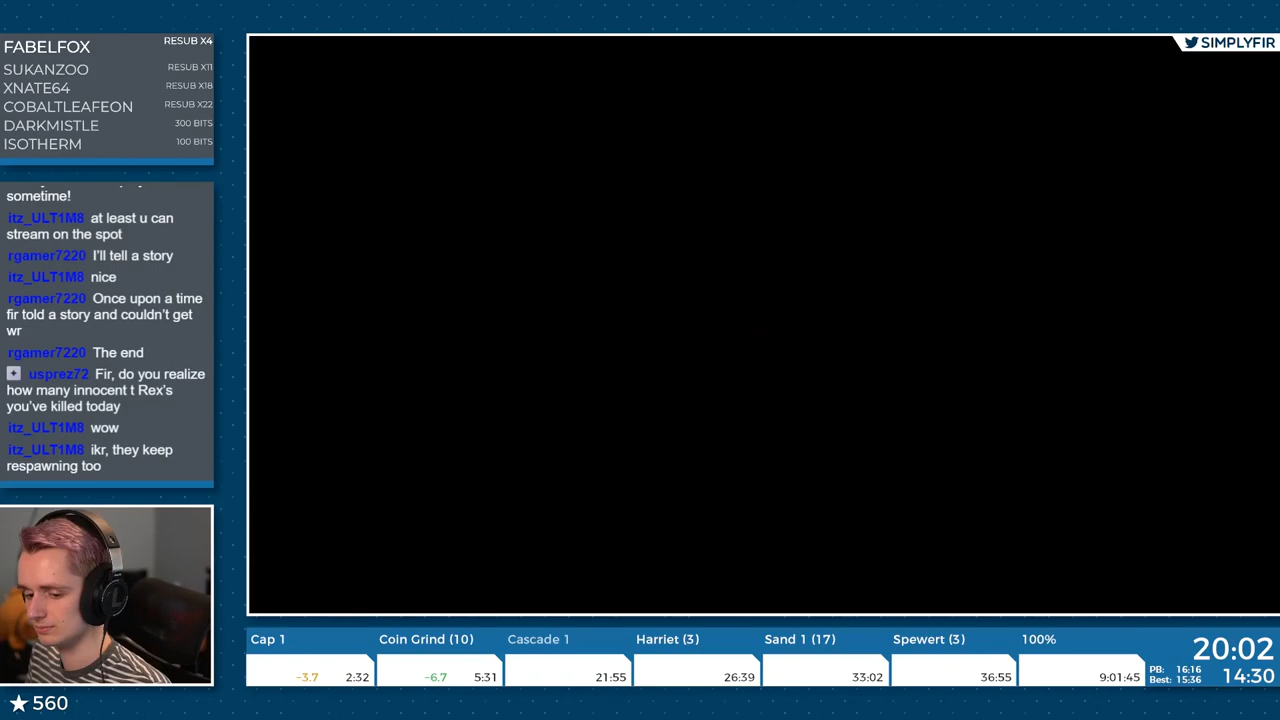 FABELFOX RESUB X4
SUKANZOO RESUB X11
XNATE64 RESUB X18
COBALTLEAFEON RESUB X22
DARKMISTLE 300 BITS
ISOTHERM 100 BITS
sometime!
itz_ULT1M8 at least u can
stream on the spot
rgamer7220 I'll tell a story
itz_ULT1M8 nice
rgamer7220 Once upon a time
fir told a story and couldn't get
wr
rgamer7220 The end
usprez72 Fir, do you realize
how many innocent t Rex's
you've killed today
itz_ULT1M8 wow
itz_ULT1M8 ikr, they keep
respawning too
560
SIMPLYFIR
Cap 1 Coin Grind (10) Cascade 1 Harriet (3) Sand 1 (17) Spewert (3) 100%
−3.7 2:32 −6.7 5:31 21:55 26:39 33:02 36:55 9:01:45
20:02
PB: 16:16
Best: 15:36
14:30